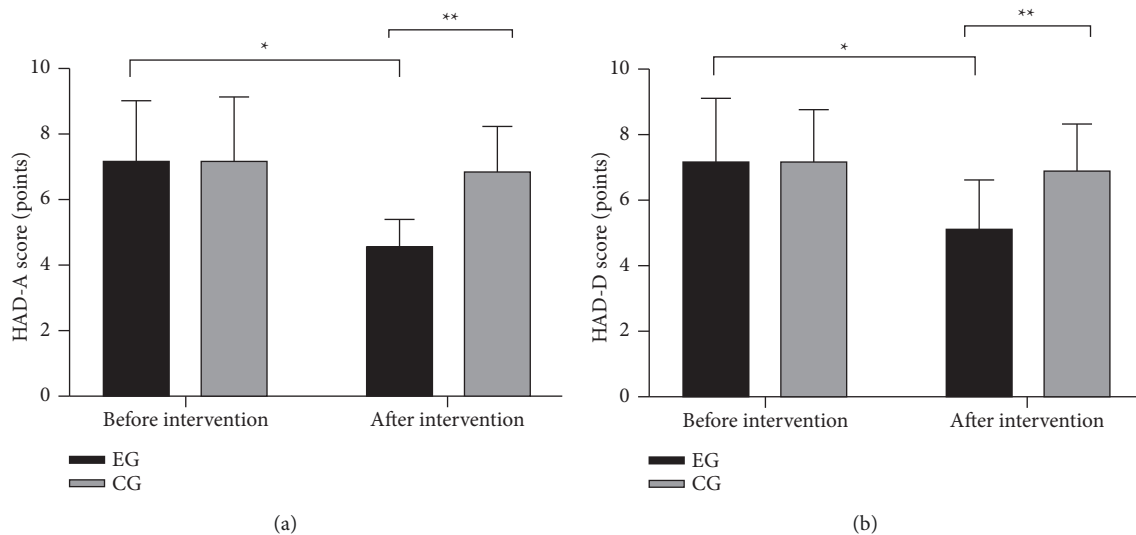 **
*
10
8
6
4
2
0
HAD-A score (points)
Before intervention
After intervention
EG
CG
(a)
**
*
10
8
6
4
2
0
HAD-D score (points)
Before intervention
After intervention
EG
CG
(b)